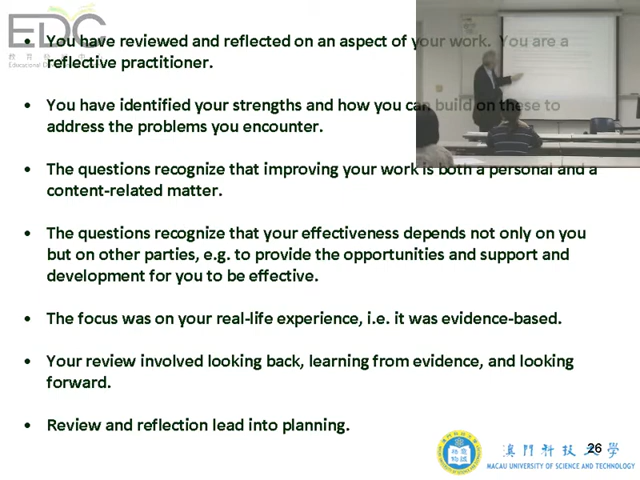 EDC
教 育 科 技 中 心
• You have reviewed and reflected on an aspect of your work. You are a
reflective practitioner.
• You have identified your strengths and how you can build on these to
address the problems you encounter.
• The questions recognize that improving your work is both a personal and a
content-related matter.
• The questions recognize that your effectiveness depends not only on you
but on other parties, e.g. to provide the opportunities and support and
development for you to be effective.
• The focus was on your real-life experience, i.e. it was evidence-based.
• Your review involved looking back, learning from evidence, and looking
forward.
• Review and reflection lead into planning.
26
澳門科技大學
MACAU UNIVERSITY OF SCIENCE AND TECHNOLOGY